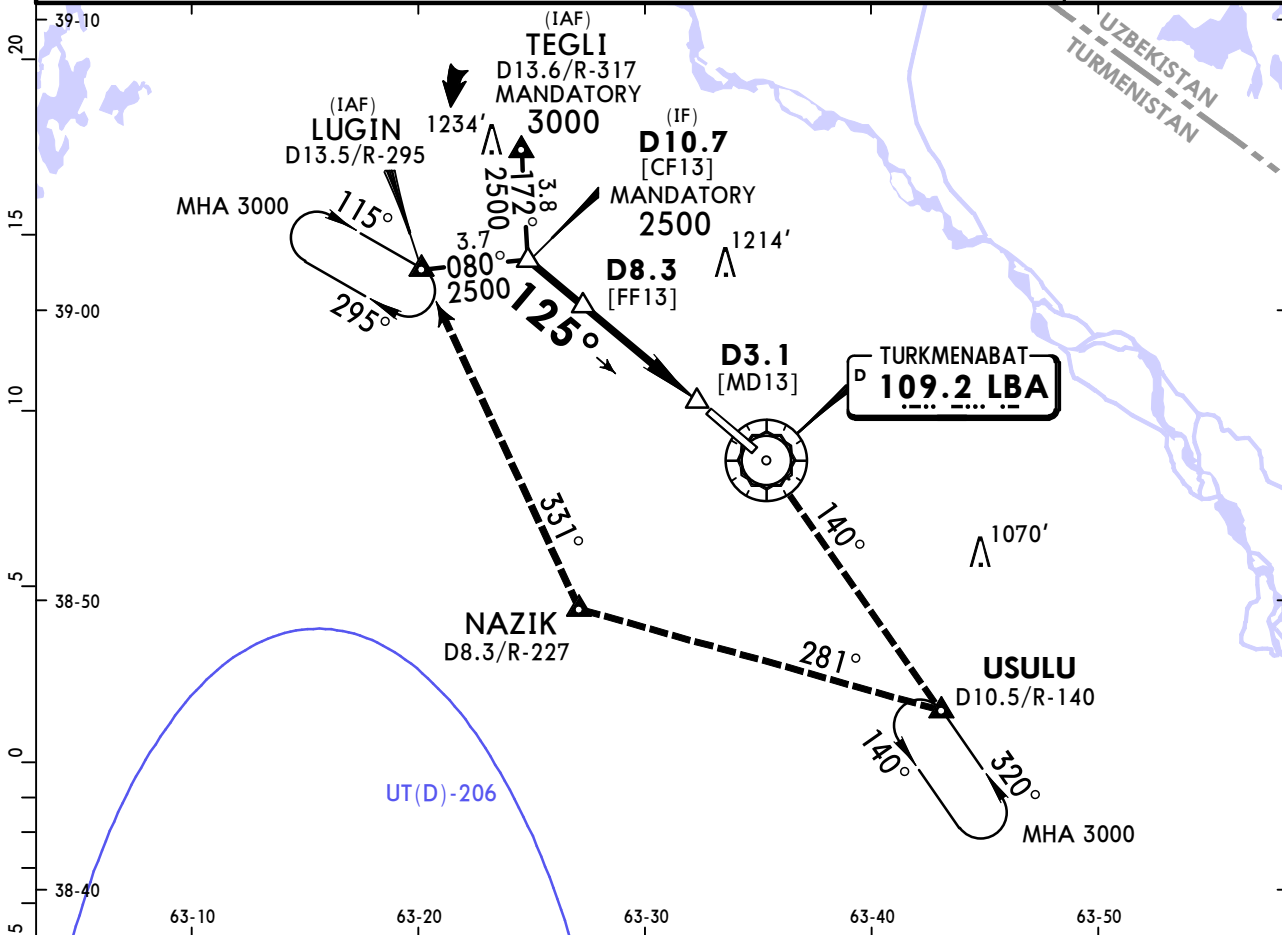 39-10
20
(IAF)
TEGLI
D13.6/R-317
MANDATORY
3000
UZBEKISTAN
TURMENISTAN
(IAF)
LUGIN
D13.5/R-295
1234'
(IF)
D10.7
[CF13]
MANDATORY
2500
3.8
172°
2500
MHA 3000
115°
295°
15
3.7
080°
2500
1214'
D8.3
[FF13]
125°
39-00
D3.1
[MD13]
TURKMENABAT
D
109.2 LBA
10
331°
140°
1070'
5
38-50
NAZIK
D8.3/R-227
281°
USULU
D10.5/R-140
0
140°
320°
UT(D)-206
MHA 3000
38-40
5
63-10
63-20
63-30
63-40
63-50